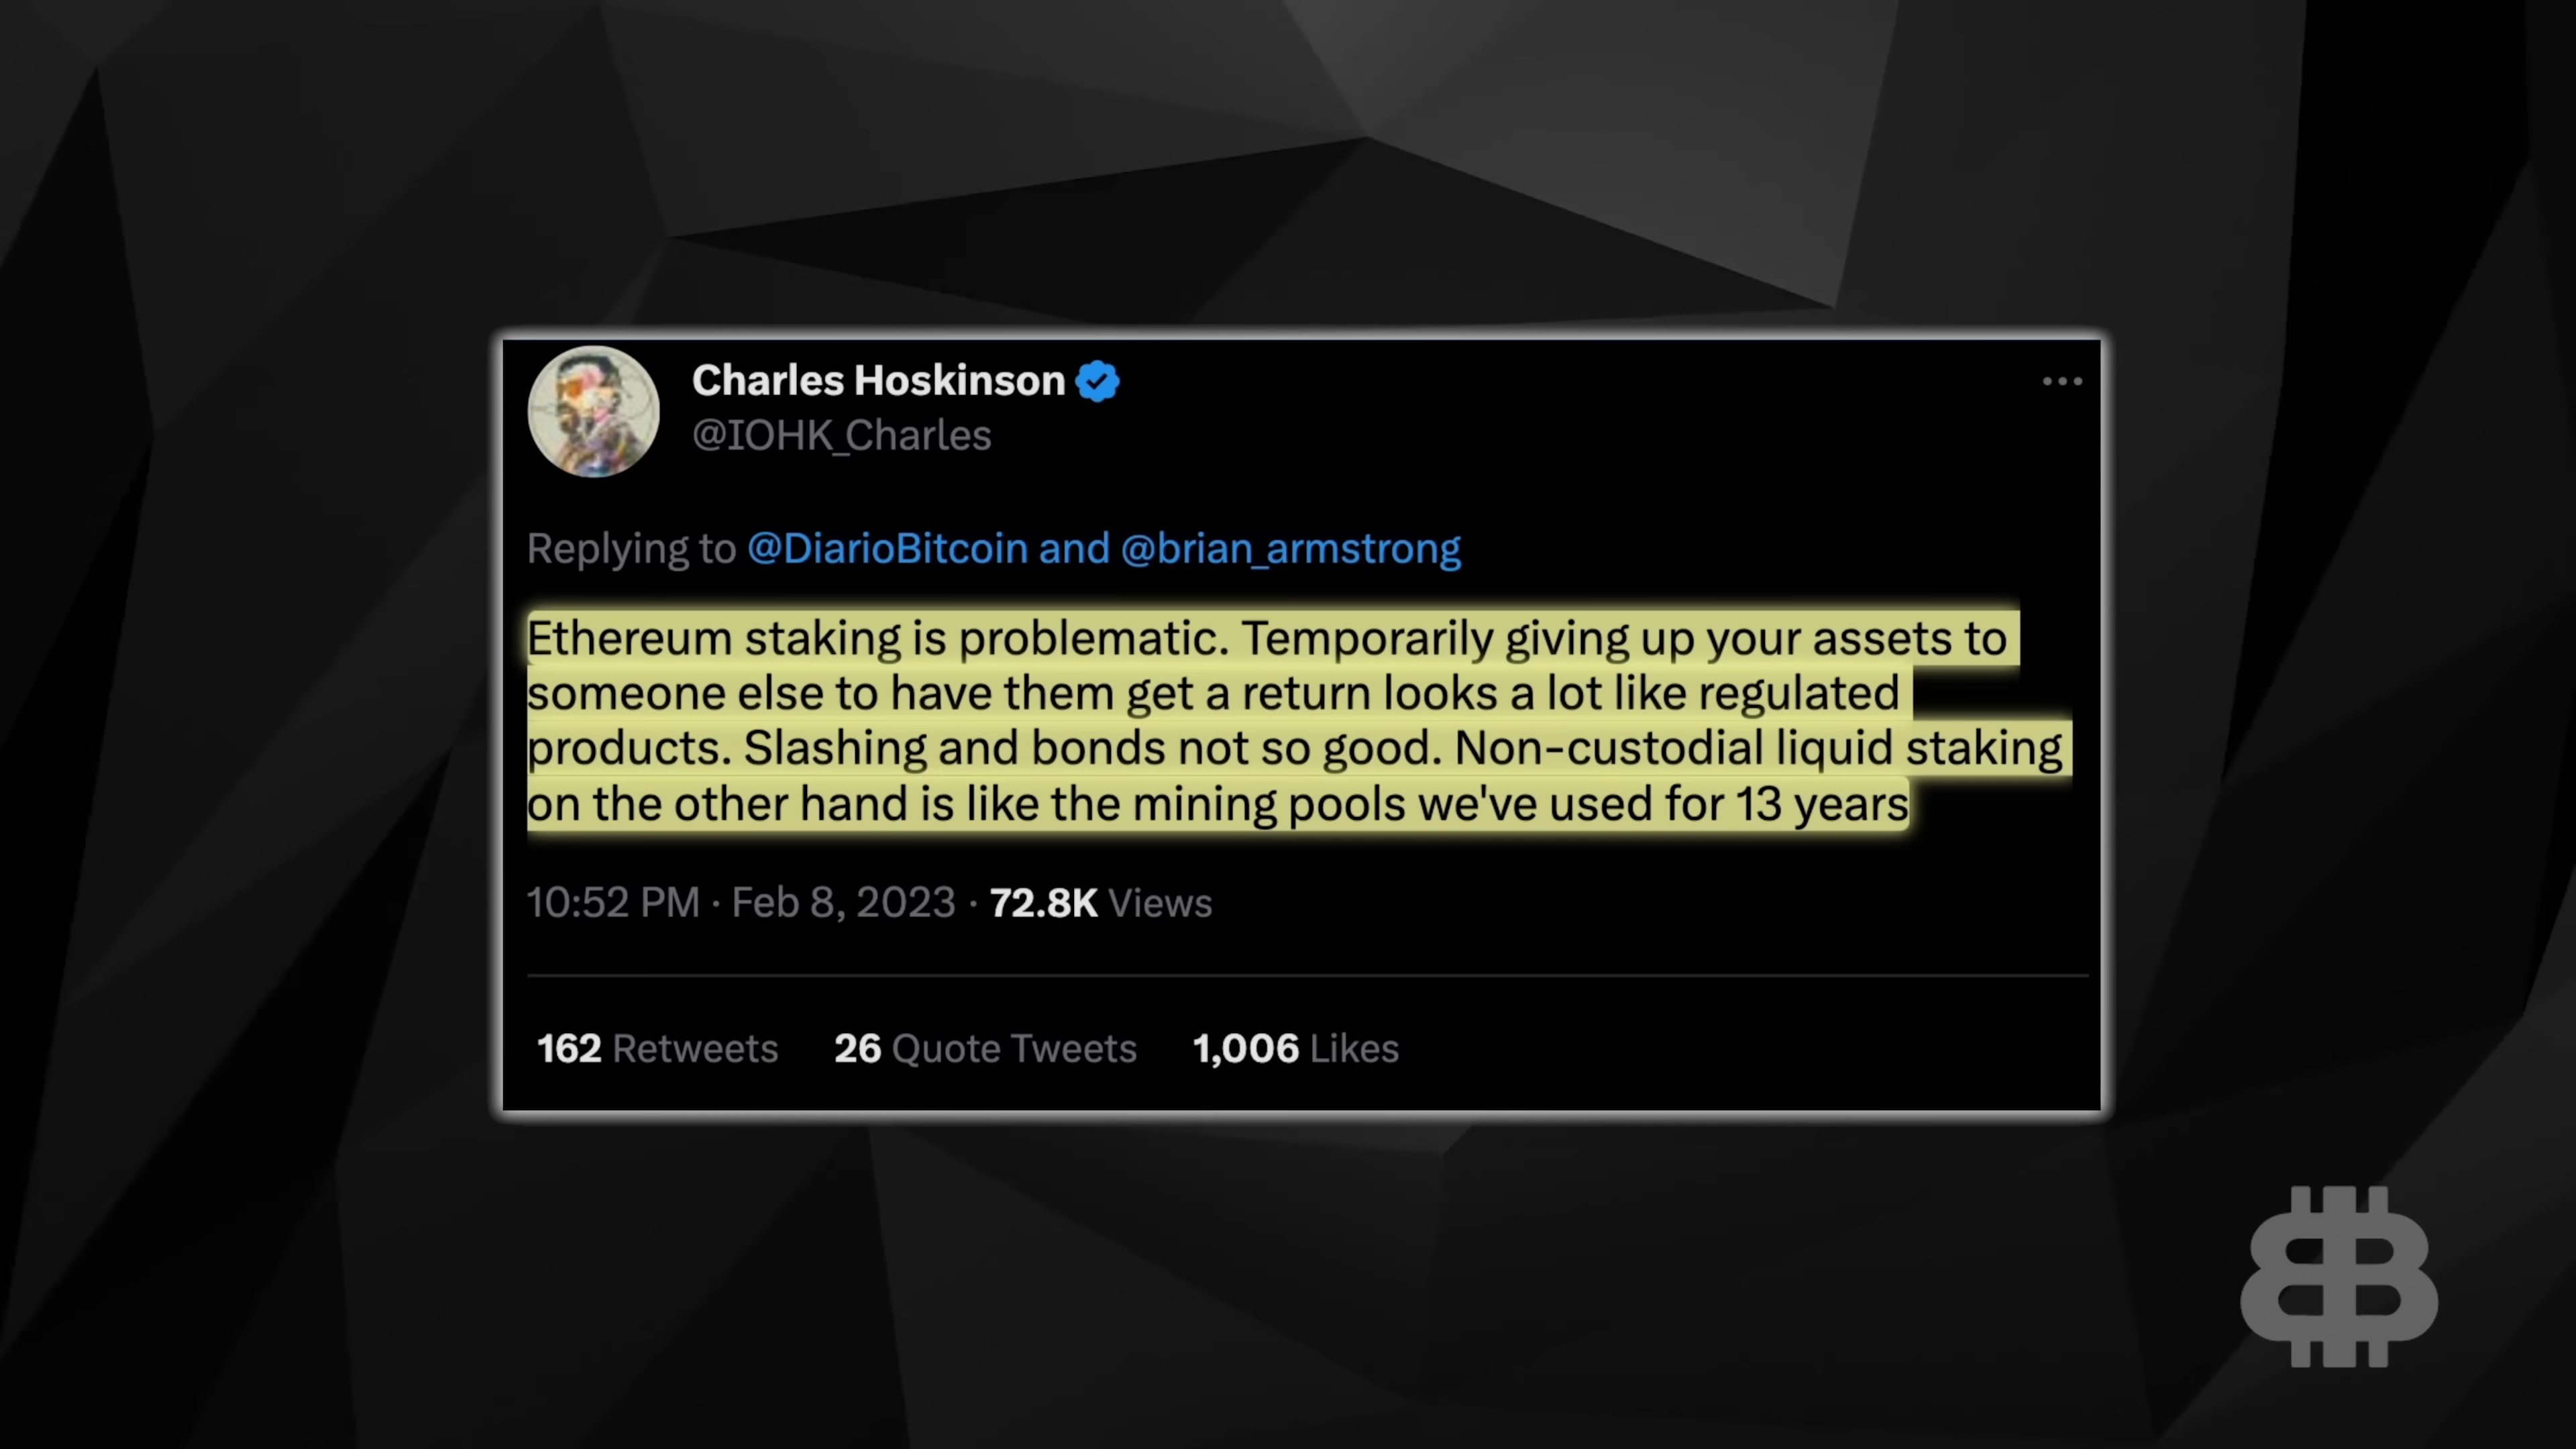 Charles Hoskinson
@IOHK_Charles
Replying to @DiarioBitcoin and @brian_armstrong
Ethereum staking is problematic. Temporarily giving up your assets to
someone else to have them get a return looks a lot like regulated
products. Slashing and bonds not so good. Non-custodial liquid staking
on the other hand is like the mining pools we've used for 13 years
10:52 PM · Feb 8, 2023 · 72.8K Views
162 Retweets 26 Quote Tweets 1,006 Likes